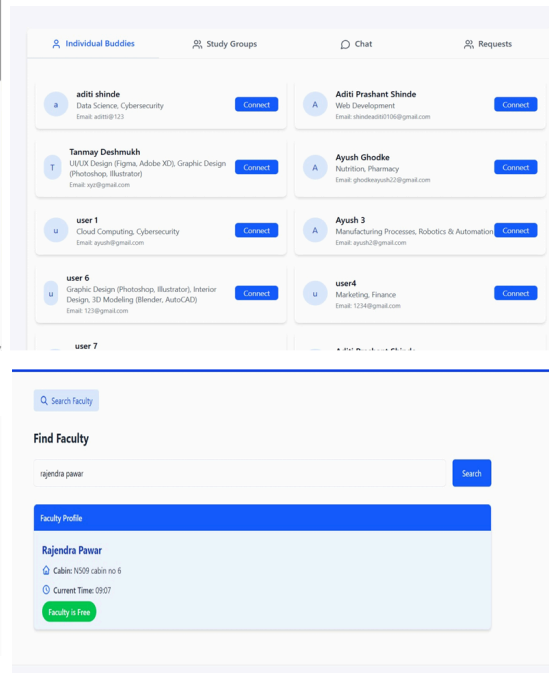 Individual Buddies
Study Groups
Chat
Requests
a
aditi shinde
Data Science, Cybersecurity
Email: aditti@123
Connect
A
Aditi Prashant Shinde
Web Development
Email: shindeaditi0106@gmail.com
Connect
T
Tanmay Deshmukh
UI/UX Design (Figma, Adobe XD), Graphic Design
(Photoshop, Illustrator)
Email: xyz@gmail.com
Connect
A
Ayush Ghodke
Nutrition, Pharmacy
Email: ghodkeayush22@gmail.com
Connect
u
user 1
Cloud Computing, Cybersecurity
Email: ayush@gmail.com
Connect
A
Ayush 3
Manufacturing Processes, Robotics & Automation
Email: ayush2@gmail.com
Connect
u
user 6
Graphic Design (Photoshop, Illustrator), Interior
Design, 3D Modeling (Blender, AutoCAD)
Email: 123@gmail.com
Connect
u
user4
Marketing, Finance
Email: 1234@gmail.com
Connect
user 7
Search Faculty
Find Faculty
rajendra pawar
Search
Faculty Profile
Rajendra Pawar
Cabin: N509 cabin no 6
Current Time: 09:07
Faculty is Free